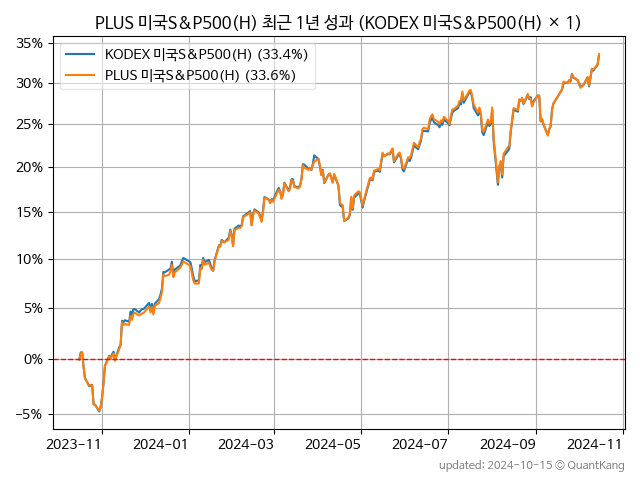 PLUS 미국S&P500(H) 최근 1년 성과 (KODEX 미국S&P500(H) × 1)
35%
KODEX 미국S&P500(H) (33.4%)
PLUS 미국S&P500(H) (33.6%)
30%
25%
20%
15%
10%
5%
0%
−5%
2023-11 2024-01 2024-03 2024-05 2024-07 2024-09 2024-11
updated: 2024-10-15 © QuantKang